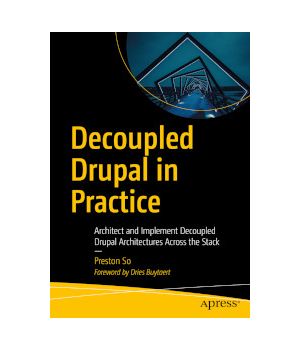 Decoupled
Drupal in
Practice
Architect and Implement Decoupled
Drupal Architectures Across the Stack
—
Preston So
Foreword by Dries Buytaert
Apress®